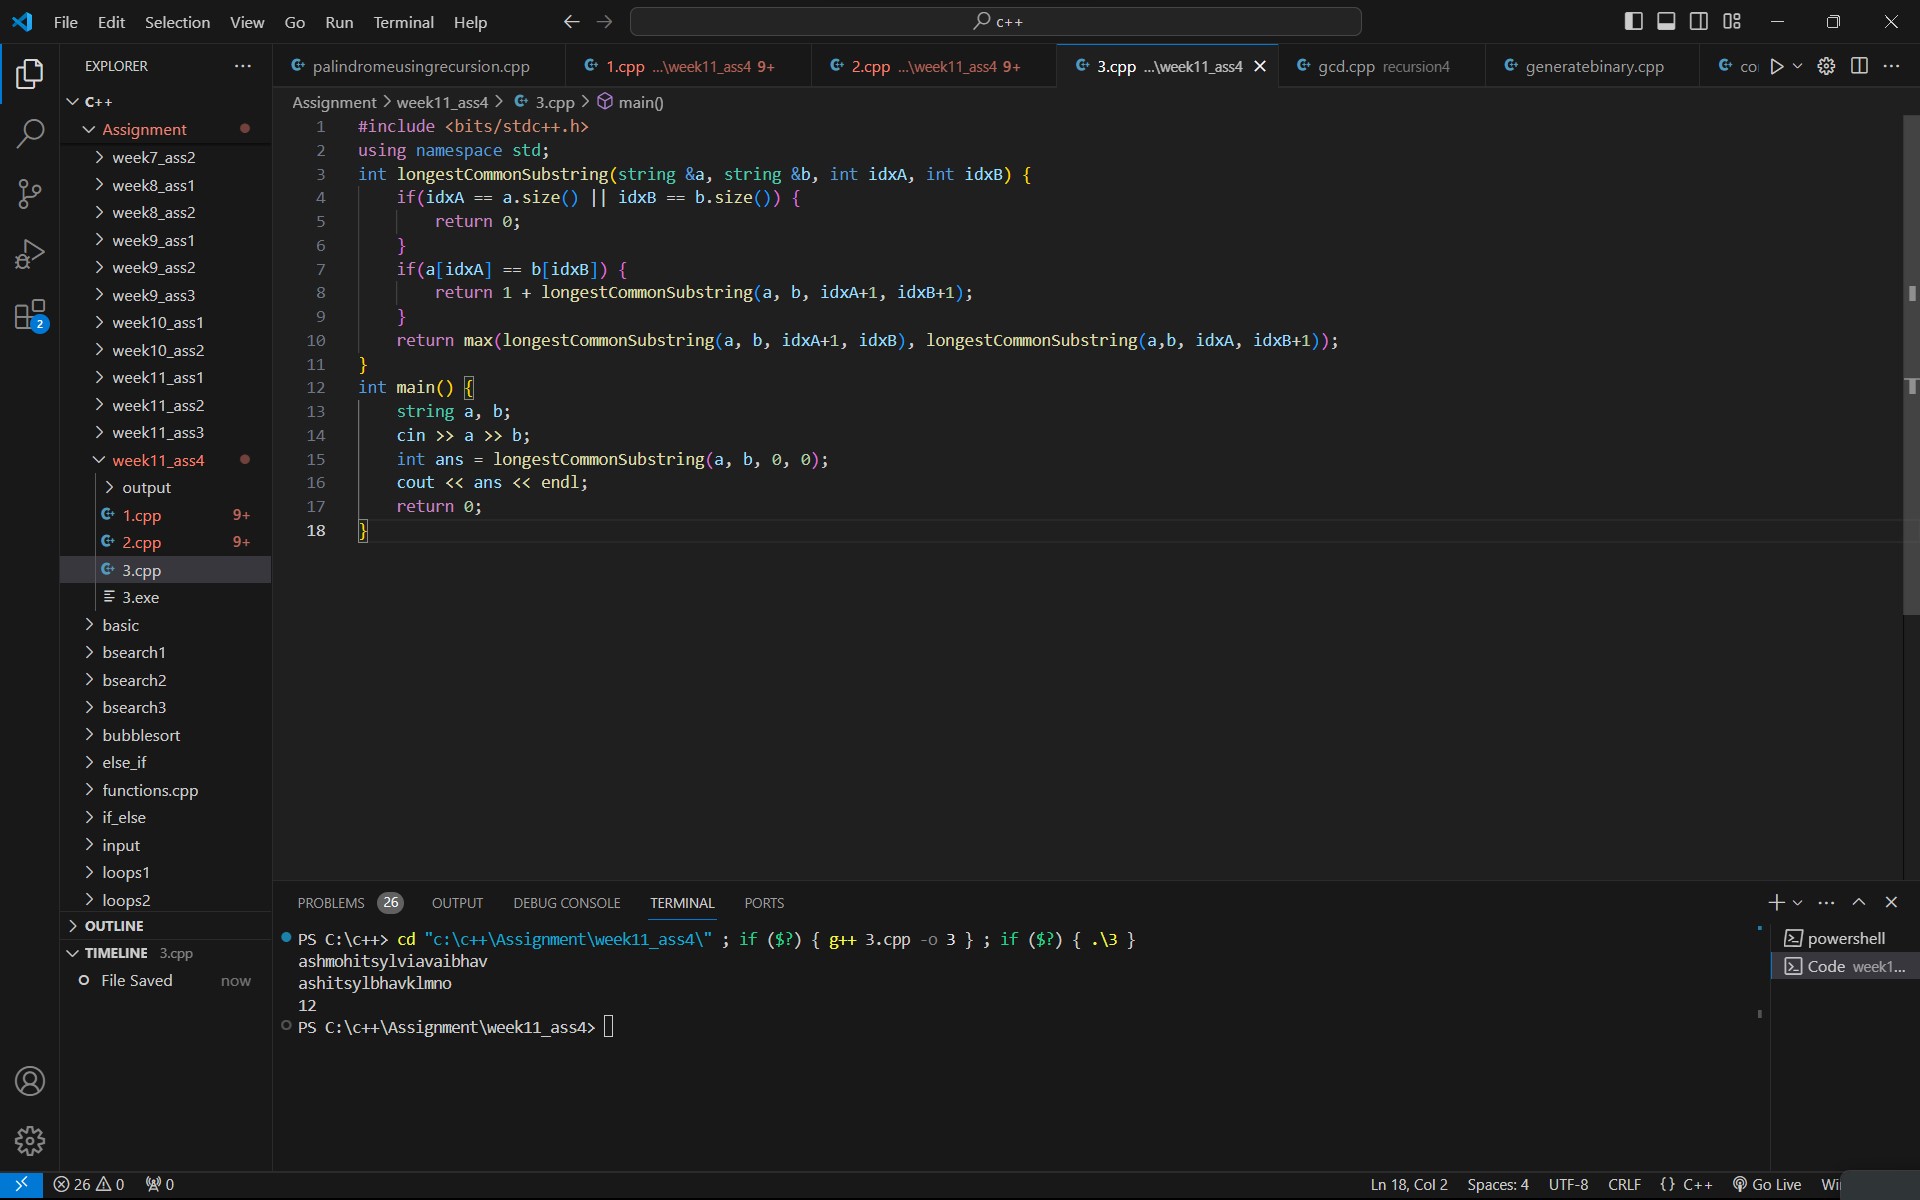 File Edit Selection View Go Run Terminal Help
c++
EXPLORER
palindromeusingrecursion.cpp
1.cpp ...\week11_ass4 9+
2.cpp ...\week11_ass4 9+
3.cpp ...\week11_ass4
gcd.cpp recursion4
generatebinary.cpp
Assignment > week11_ass4 > 3.cpp > main()
C++
Assignment
week7_ass2
week8_ass1
week8_ass2
week9_ass1
week9_ass2
week9_ass3
week10_ass1
week10_ass2
week11_ass1
week11_ass2
week11_ass3
week11_ass4
output
1.cpp 9+
2.cpp 9+
3.cpp
3.exe
basic
bsearch1
bsearch2
bsearch3
bubblesort
else_if
functions.cpp
if_else
input
loops1
loops2
OUTLINE
TIMELINE 3.cpp
File Saved now
2
1 #include <bits/stdc++.h>
2 using namespace std;
3 int longestCommonSubstring(string &a, string &b, int idxA, int idxB) {
4 if(idxA == a.size() || idxB == b.size()) {
5 return 0;
6 }
7 if(a[idxA] == b[idxB]) {
8 return 1 + longestCommonSubstring(a, b, idxA+1, idxB+1);
9 }
10 return max(longestCommonSubstring(a, b, idxA+1, idxB), longestCommonSubstring(a,b, idxA, idxB+1));
11 }
12 int main() {
13 string a, b;
14 cin >> a >> b;
15 int ans = longestCommonSubstring(a, b, 0, 0);
16 cout << ans << endl;
17 return 0;
18 }
PROBLEMS 26 OUTPUT DEBUG CONSOLE TERMINAL PORTS
PS C:\c++> cd "c:\c++\Assignment\week11_ass4\" ; if ($?) { g++ 3.cpp -o 3 } ; if ($?) { .\3 }
ashmohitsylviavaibhav
ashitsylbhavklmno
12
PS C:\c++\Assignment\week11_ass4>
powershell
Code week1...
26 0 0
Ln 18, Col 2 Spaces: 4 UTF-8 CRLF {} C++ Go Live